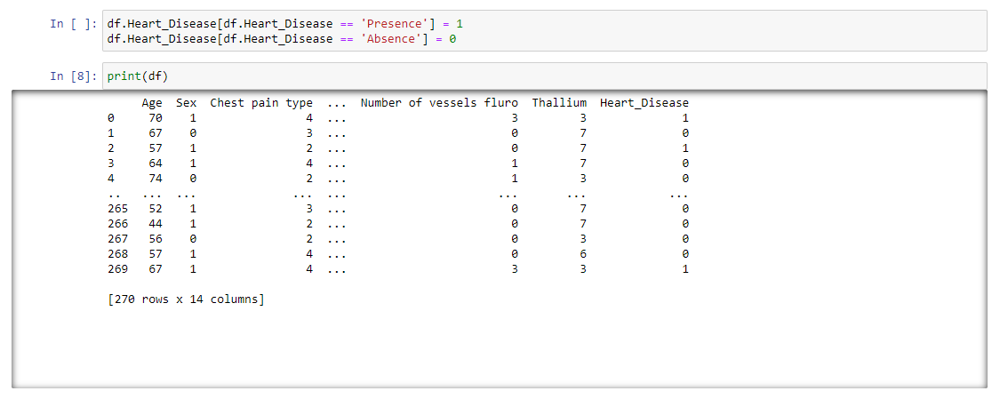 In [ ]: df.Heart_Disease[df.Heart_Disease == 'Presence'] = 1
df.Heart_Disease[df.Heart_Disease == 'Absence'] = 0
In [8]: print(df)
Age Sex Chest pain type ... Number of vessels fluro Thallium Heart_Disease
0 70 1 4 ... 3 3 1
1 67 0 3 ... 0 7 0
2 57 1 2 ... 0 7 1
3 64 1 4 ... 1 7 0
4 74 0 2 ... 1 3 0
.. ... ... ... ... ... ... ...
265 52 1 3 ... 0 7 0
266 44 1 2 ... 0 7 0
267 56 0 2 ... 0 3 0
268 57 1 4 ... 0 6 0
269 67 1 4 ... 3 3 1
[270 rows x 14 columns]